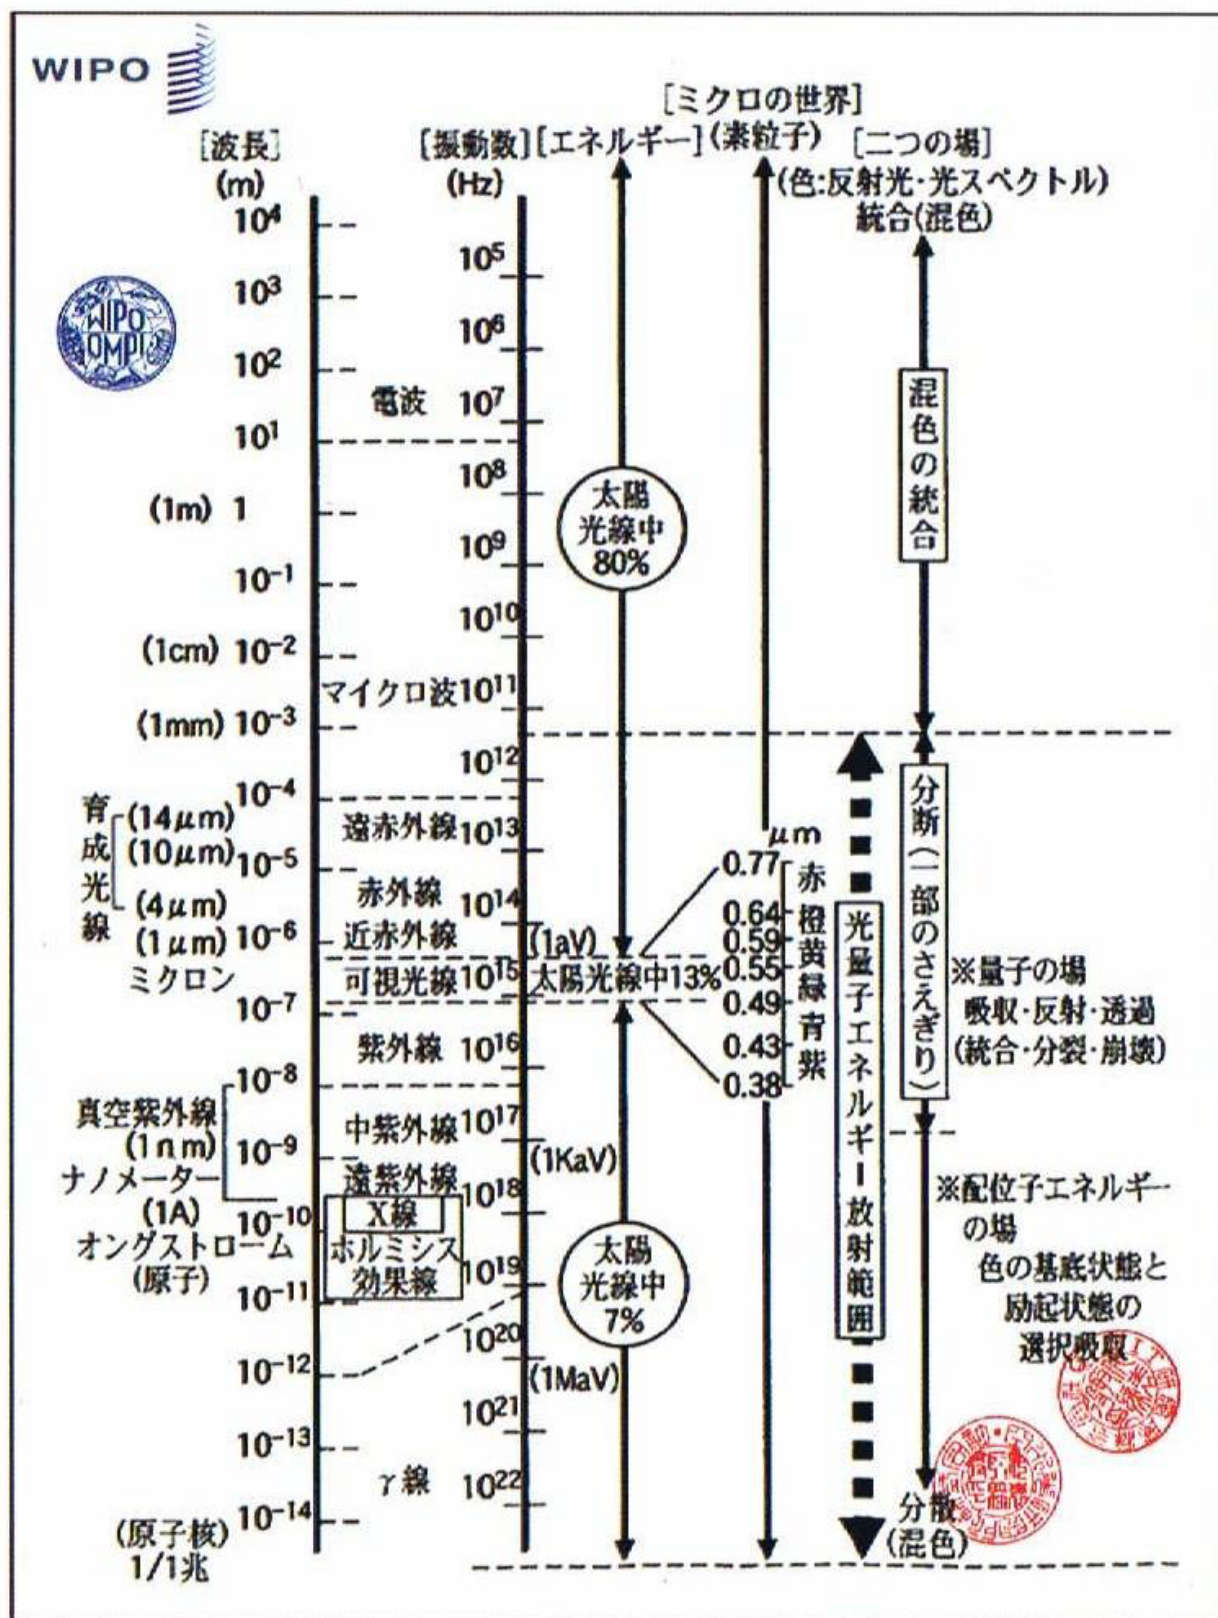 WIPO
WIPO
OMPI
[ミクロの世界]
[波長]
(m)
[振動数]
(Hz)
[エネルギー]
(素粒子)
[二つの場]
(色:反射光・光スペクトル)
統合(混色)
10⁴
10³
10²
10¹
(1m) 1
10⁻¹
(1cm) 10⁻²
(1mm) 10⁻³
10⁻⁴
(14μm)
(10μm) 10⁻⁵
(4μm)
(1μm) 10⁻⁶
ミクロン
育成光線
10⁻⁷
10⁻⁸
真空紫外線
(1nm) 10⁻⁹
ナノメーター
(1A) 10⁻¹⁰
オングストローム
(原子)
10⁻¹¹
10⁻¹²
10⁻¹³
10⁻¹⁴
(原子核)
1/1兆
電波
マイクロ波
遠赤外線
赤外線
近赤外線
可視光線
紫外線
中紫外線
遠紫外線
X線
ホルミシス
効果線
γ線
10⁵
10⁶
10⁷
10⁸
10⁹
10¹⁰
10¹¹
10¹²
10¹³
10¹⁴
10¹⁵
10¹⁶
10¹⁷
10¹⁸
10¹⁹
10²⁰
10²¹
10²²
太陽
光線中
80%
(1aV)
太陽光線中13%
(1KaV)
太陽
光線中
7%
(1MaV)
μm
0.77
0.64
0.59
0.55
0.49
0.43
0.38
赤橙黄緑青紫
光量子エネルギー放射範囲
混色の統合
分断(一部のさえぎり)
※量子の場
吸収・反射・透過
(統合・分裂・崩壊)
※配位子エネルギー
の場
色の基底状態と
励起状態の
選択吸収
分散
(混色)